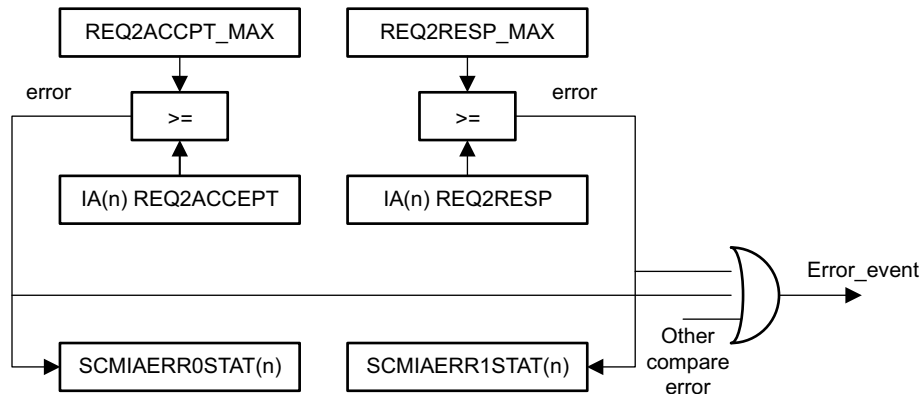 REQ2ACCPT_MAX
REQ2RESP_MAX
error
>=
>=
error
IA(n) REQ2ACCEPT
IA(n) REQ2RESP
Error_event
Other
compare
error
SCMIAERR0STAT(n)
SCMIAERR1STAT(n)